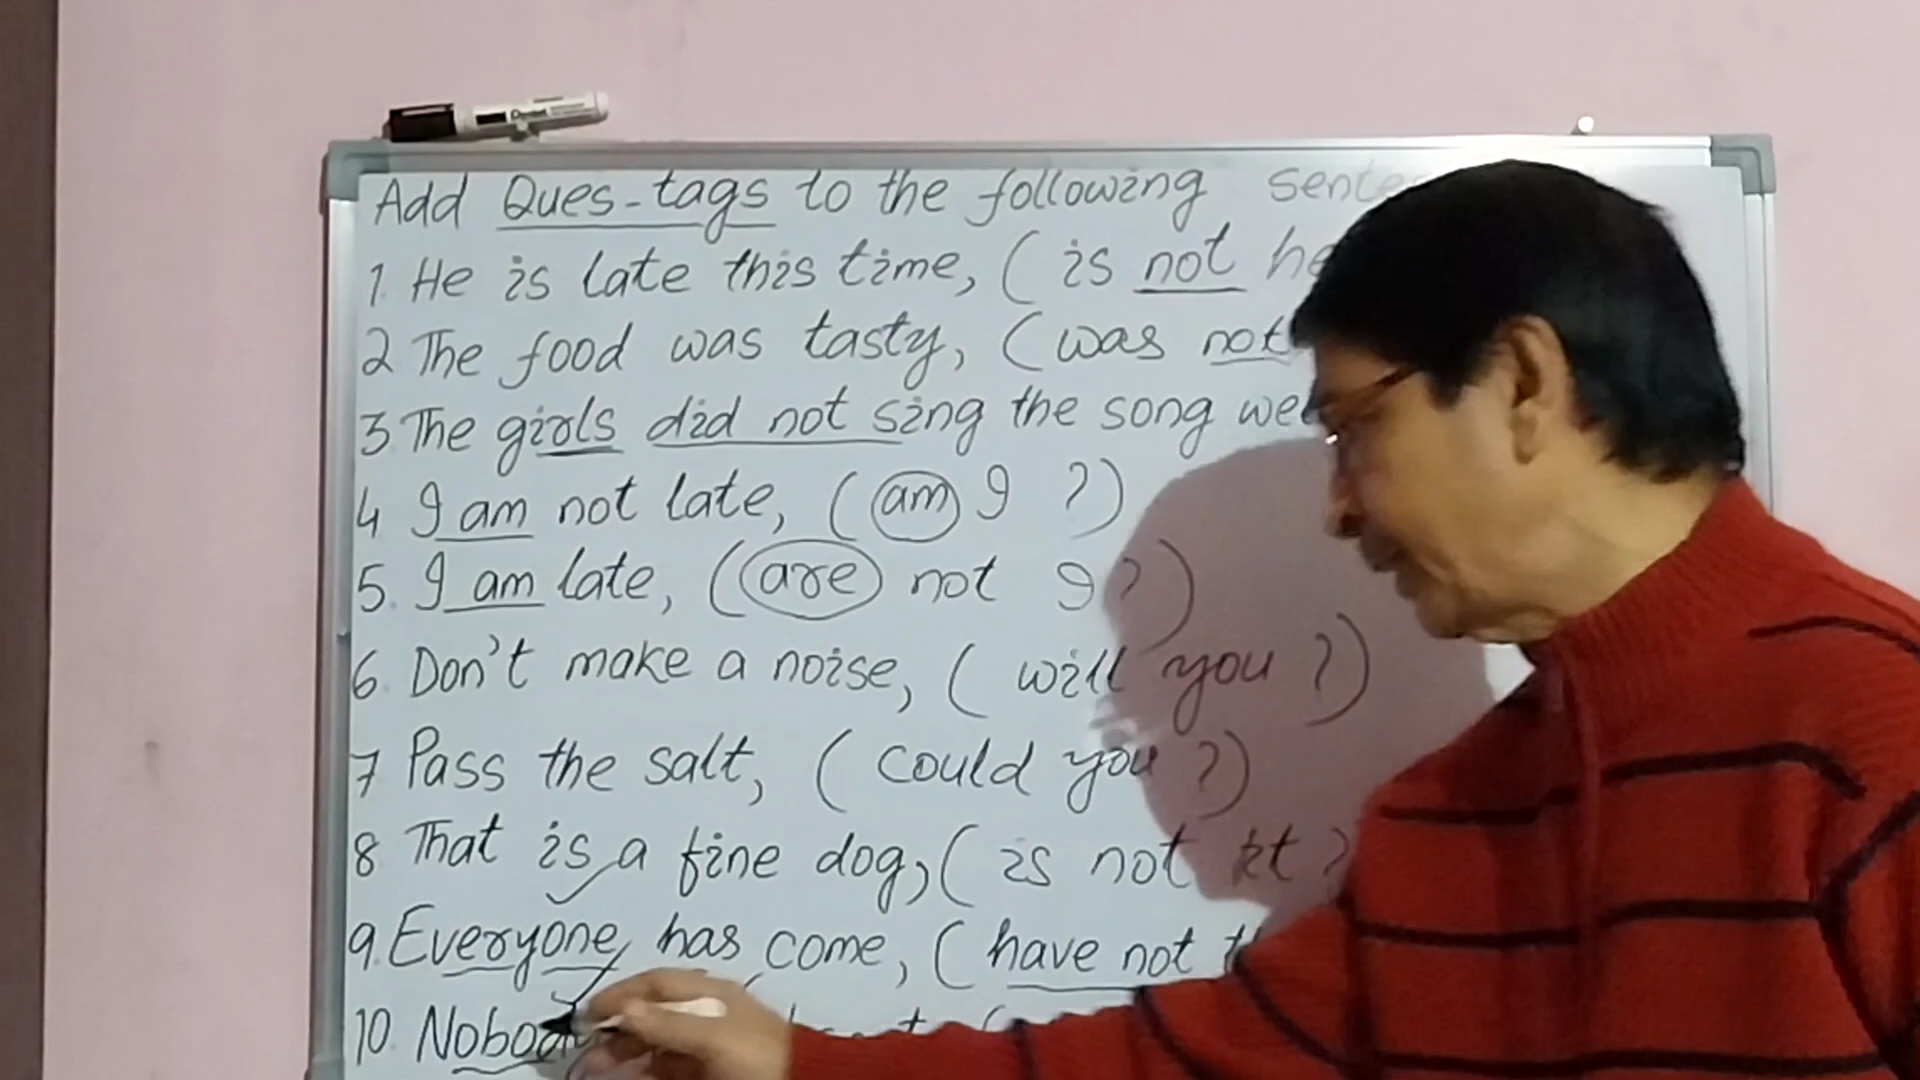 Pentel
Add Ques-tags to the following
1. He is late this time, ( is not he
2 The food was tasty, ( was not
3. The girls did not sing the song
4 I am not late, ( am I ? )
5. I am late, ( are not I ? )
6. Don't make a noise, ( will you ? )
7 Pass the salt, ( could you ? )
8 That is a fine dog, ( is not it ?
9. Everyone has come, ( have not
10. Nobody